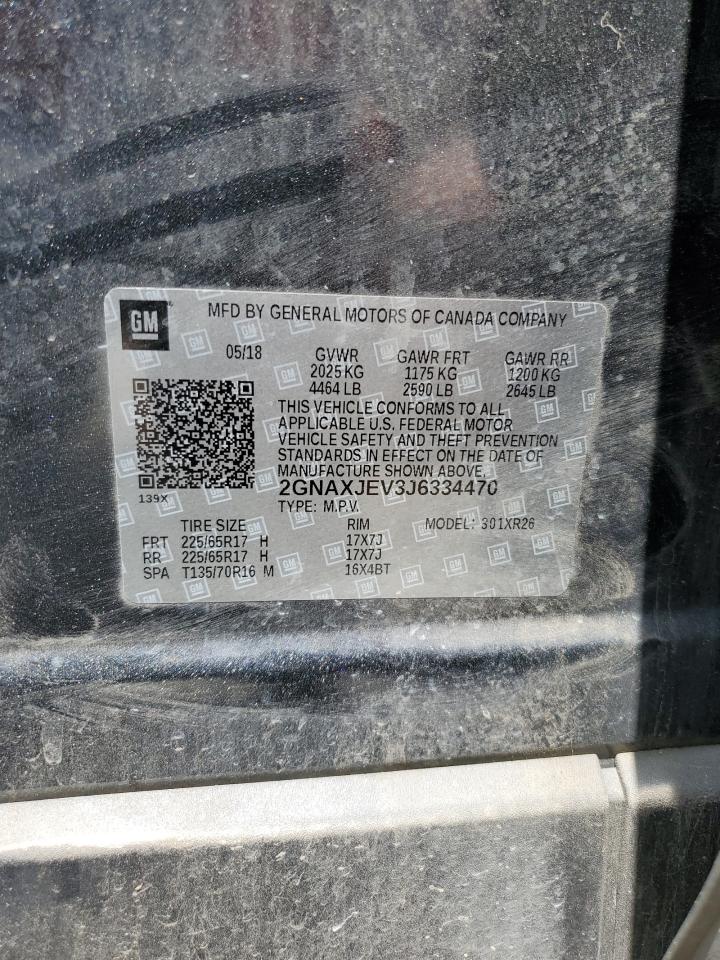 GM
MFD BY GENERAL MOTORS OF CANADA COMPANY
05/18 GVWR GAWR FRT GAWR RR
2025 KG 1175 KG 1200 KG
4464 LB 2590 LB 2645 LB
THIS VEHICLE CONFORMS TO ALL
APPLICABLE U.S. FEDERAL MOTOR
VEHICLE SAFETY AND THEFT PREVENTION
STANDARDS IN EFFECT ON THE DATE OF
MANUFACTURE SHOWN ABOVE.
139X 2GNAXJEV3J6334470
TYPE: M.P.V.
TIRE SIZE RIM MODEL: 301XR26
FRT 225/65R17 H 17X7J
RR 225/65R17 H 17X7J
SPA T135/70R16 M 16X4BT